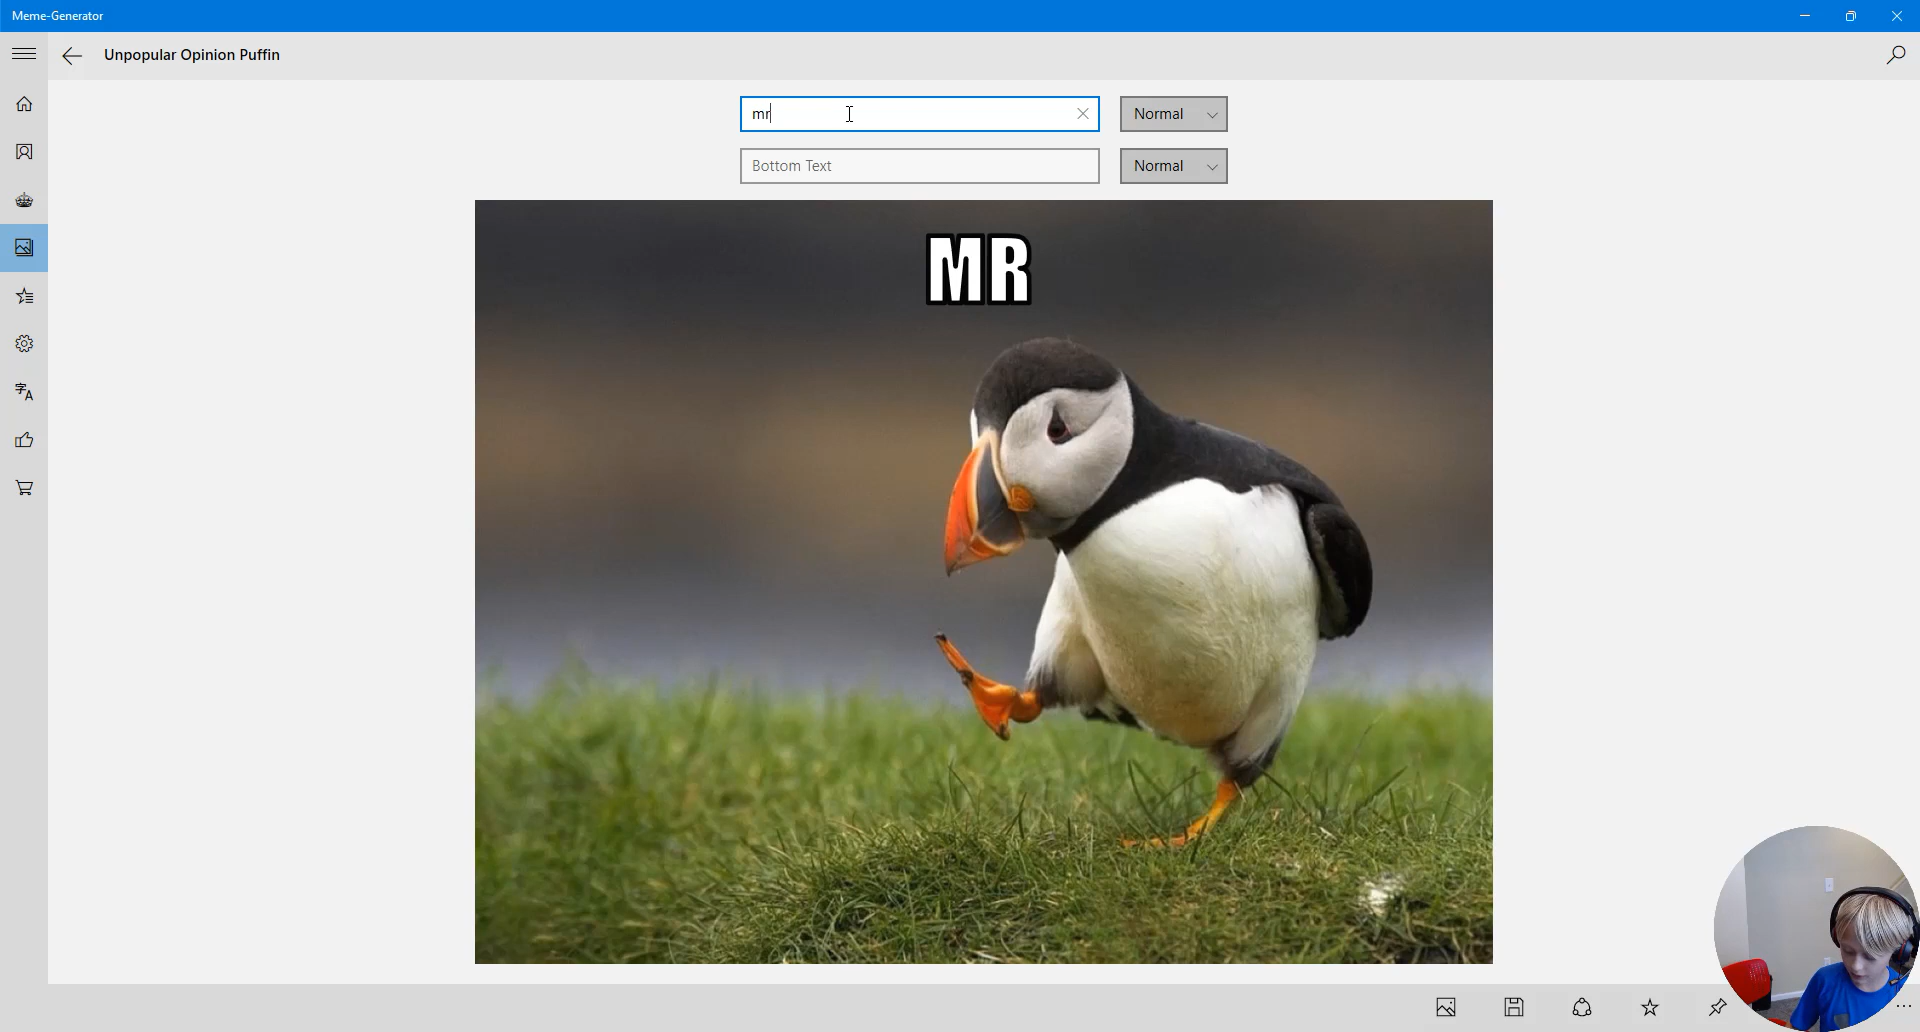 Meme-Generator
Unpopular Opinion Puffin
mr
Normal
Bottom Text
Normal
MR